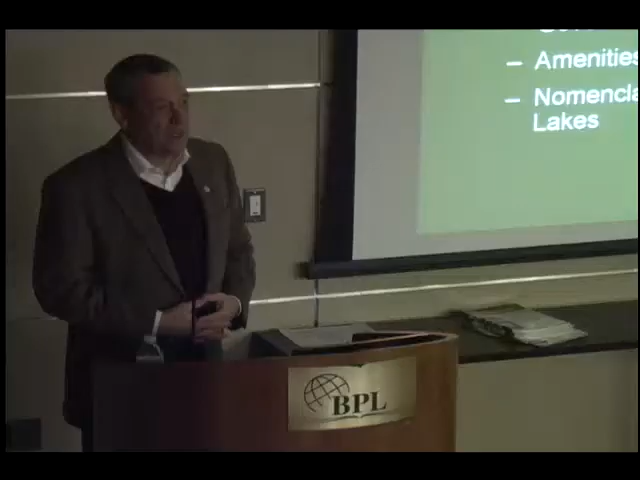 – Amenities
– Nomencla
Lakes
BPL